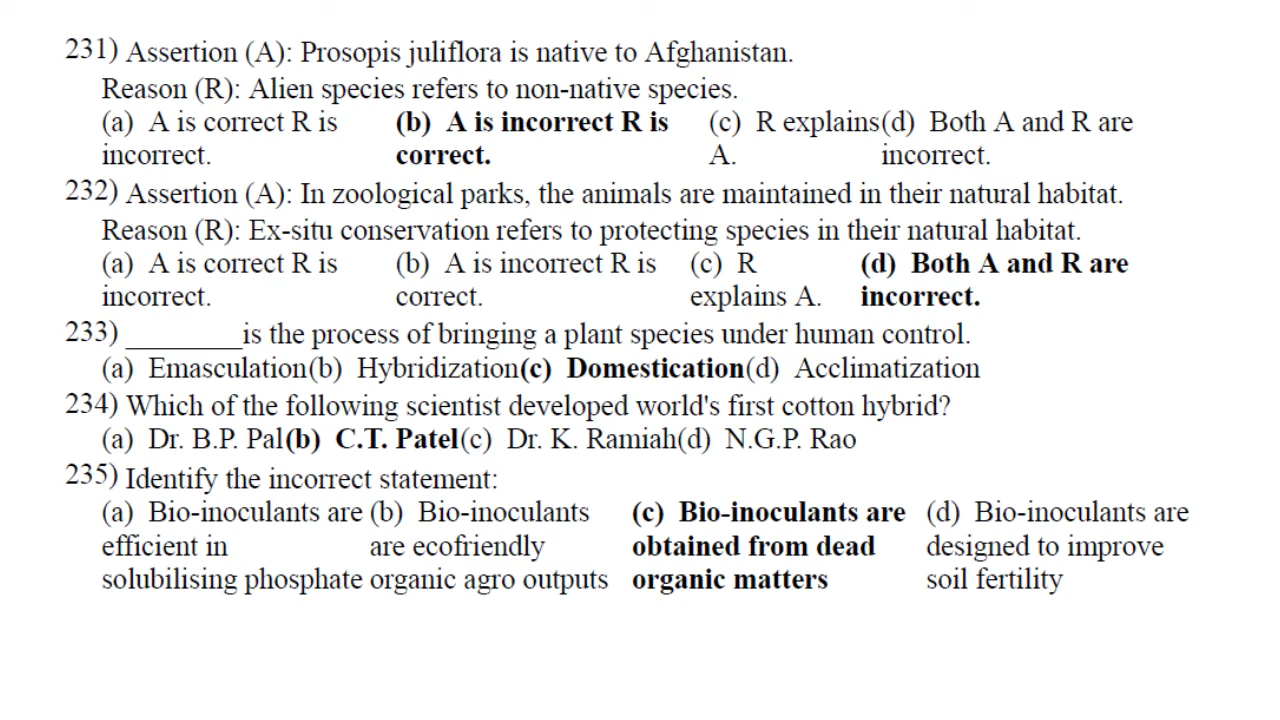 231) Assertion (A): Prosopis juliflora is native to Afghanistan.
Reason (R): Alien species refers to non-native species.
(a) A is correct R is (b) A is incorrect R is (c) R explains(d) Both A and R are
incorrect. correct. A. incorrect.
232) Assertion (A): In zoological parks, the animals are maintained in their natural habitat.
Reason (R): Ex-situ conservation refers to protecting species in their natural habitat.
(a) A is correct R is (b) A is incorrect R is (c) R (d) Both A and R are
incorrect. correct. explains A. incorrect.
233) ________is the process of bringing a plant species under human control.
(a) Emasculation(b) Hybridization(c) Domestication(d) Acclimatization
234) Which of the following scientist developed world's first cotton hybrid?
(a) Dr. B.P. Pal(b) C.T. Patel(c) Dr. K. Ramiah(d) N.G.P. Rao
235) Identify the incorrect statement:
(a) Bio-inoculants are (b) Bio-inoculants (c) Bio-inoculants are (d) Bio-inoculants are
efficient in are ecofriendly obtained from dead designed to improve
solubilising phosphate organic agro outputs organic matters soil fertility